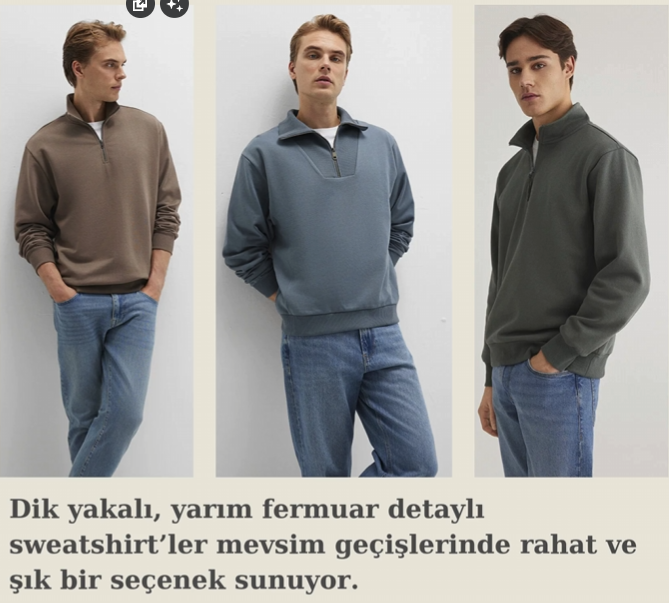 Dik yakalı, yarım fermuar detaylı
sweatshirt’ler mevsim geçişlerinde rahat ve
şık bir seçenek sunuyor.